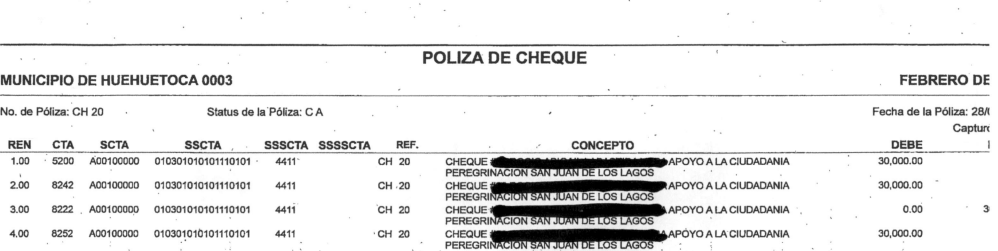 POLIZA DE CHEQUE
MUNICIPIO DE HUEHUETOCA 0003 FEBRERO DE
No. de Póliza: CH 20 Status de la Póliza: C A Fecha de la Póliza: 28/
Capturo
REN CTA SCTA SSCTA SSSCTA SSSSCTA REF. CONCEPTO DEBE
1.00 5200 A00100000 010301010101110101 4411 CH 20 CHEQUE # APOYO A LA CIUDADANIA 30,000.00
PEREGRINACION SAN JUAN DE LOS LAGOS
2.00 8242 A00100000 010301010101110101 4411 CH 20 CHEQUE # APOYO A LA CIUDADANIA 30,000.00
PEREGRINACION SAN JUAN DE LOS LAGOS
3.00 8222 A00100000 010301010101110101 4411 CH 20 CHEQUE # APOYO A LA CIUDADANIA 0.00 3
PEREGRINACION SAN JUAN DE LOS LAGOS
4.00 8252 A00100000 010301010101110101 4411 CH 20 CHEQUE # APOYO A LA CIUDADANIA 30,000.00
PEREGRINACION SAN JUAN DE LOS LAGOS